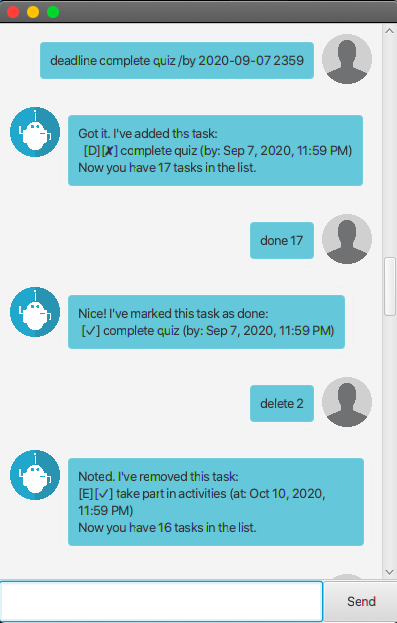 deadline complete quiz /by 2020-09-07 2359
Got it. I've added ths task:
[D][✘] complete quiz (by: Sep 7, 2020, 11:59 PM)
Now you have 17 tasks in the list.
done 17
Nice! I've marked this task as done:
[✓] complete quiz (by: Sep 7, 2020, 11:59 PM)
delete 2
Noted. I've removed this task:
[E][✓] take part in activities (at: Oct 10, 2020,
11:59 PM)
Now you have 16 tasks in the list.
Send